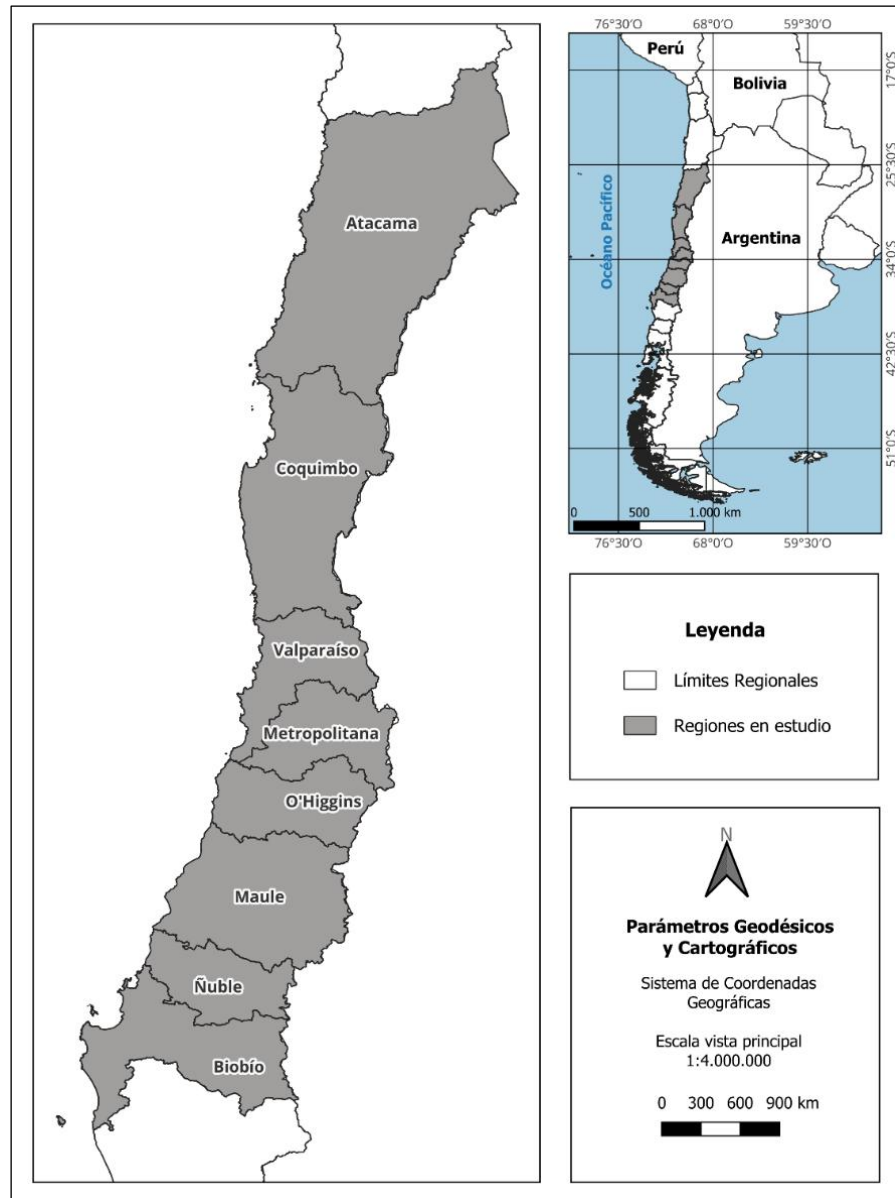 Atacama
Coquimbo
Valparaíso
Metropolitana
O'Higgins
Maule
Ñuble
Biobío
76°30'O 68°0'O 59°30'O
Perú
Bolivia
Argentina
Océano Pacífico
17°0'S
25°30'S
34°0'S
42°30'S
51°0'S
0 500 1.000 km
76°30'O 68°0'O 59°30'O
Leyenda
Límites Regionales
Regiones en estudio
N
Parámetros Geodésicos
y Cartográficos
Sistema de Coordenadas
Geográficas
Escala vista principal
1:4.000.000
0 300 600 900 km